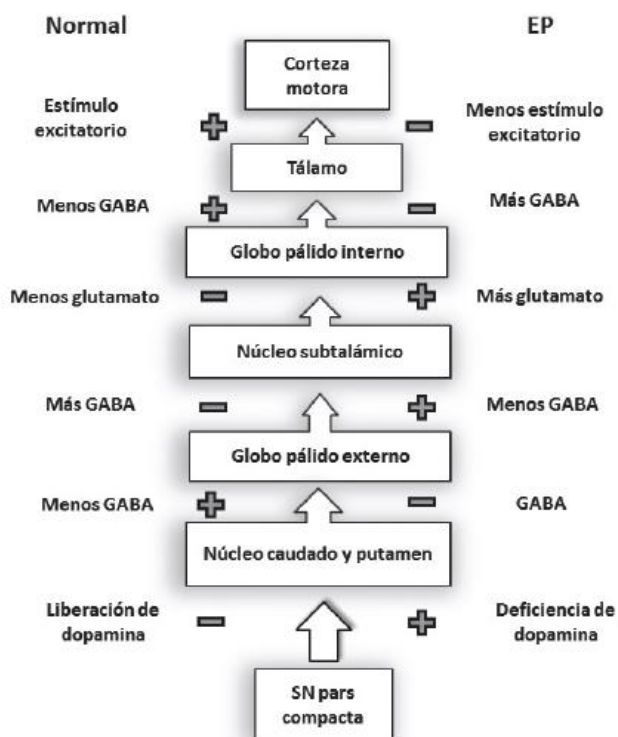 Normal
EP
Corteza
motora
Estímulo
excitatorio
Menos estímulo
excitatorio
Tálamo
Menos GABA
Más GABA
Globo pálido interno
Menos glutamato
Más glutamato
Núcleo subtalámico
Más GABA
Menos GABA
Globo pálido externo
Menos GABA
GABA
Núcleo caudado y putamen
Liberación de
dopamina
Deficiencia de
dopamina
SN pars
compacta